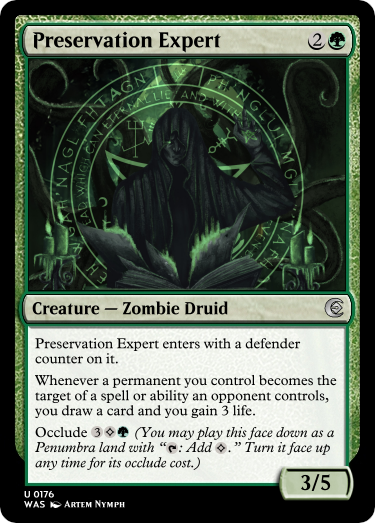 Preservation Expert 2
Creature — Zombie Druid
Preservation Expert enters with a defender
counter on it.
Whenever a permanent you control becomes the
target of a spell or ability an opponent controls,
you draw a card and you gain 3 life.
Occlude 3 (You may play this face down as a
Penumbra land with “: Add .” Turn it face up
any time for its occlude cost.)
3/5
U 0176
WAS Artem Nymph